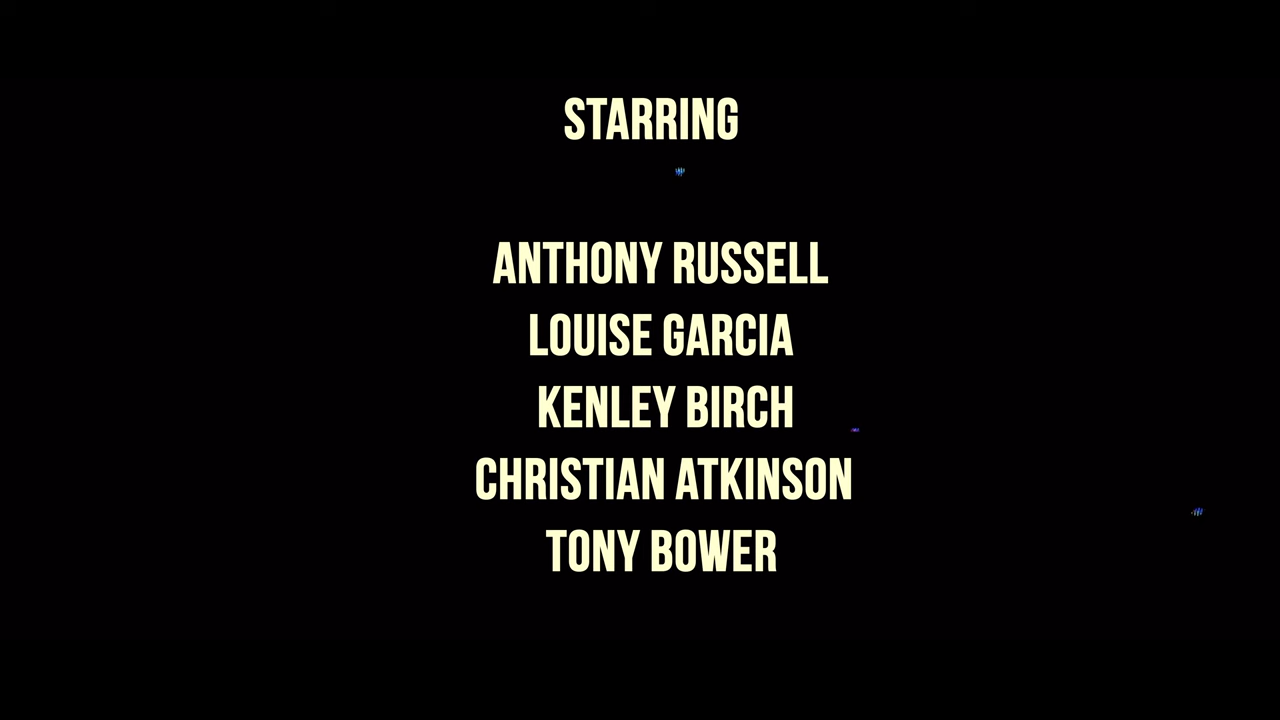 STARRING
ANTHONY RUSSELL
LOUISE GARCIA
KENLEY BIRCH
CHRISTIAN ATKINSON
TONY BOWER